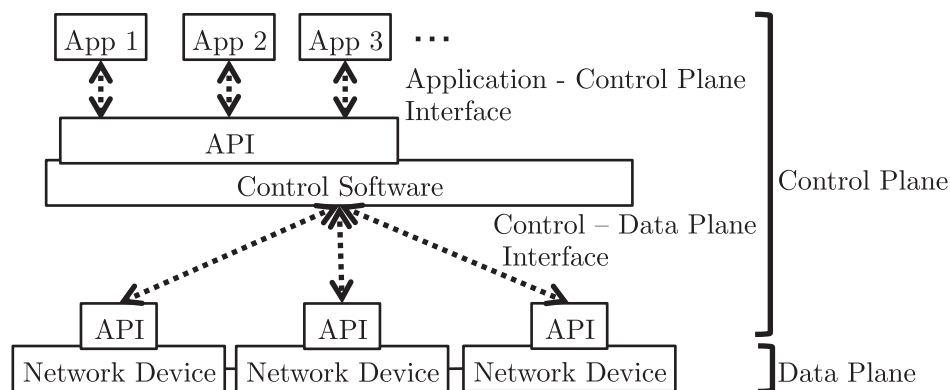 App 1 App 2 App 3 ...
Application - Control Plane
Interface
API
Control Software
Control Plane
Control – Data Plane
Interface
API API API
Network Device Network Device Network Device
Data Plane